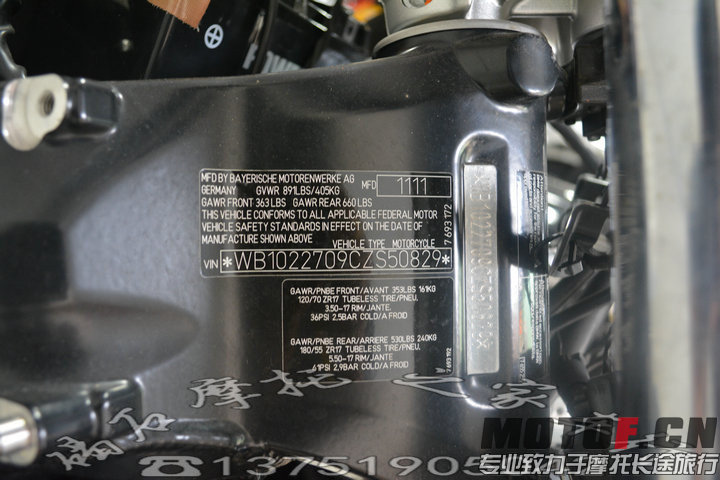 MFD BY BAYERISCHE MOTORENWERKE AG
GERMANY GVWR 891LBS/405KG
MFD 1111
GAWR FRONT 363 LBS GAWR REAR 660 LBS
THIS VEHICLE CONFORMS TO ALL APPLICABLE FEDERAL MOTOR
VEHICLE SAFETY STANDARDS IN EFFECT ON THE DATE OF
MANUFACTURE SHOWN ABOVE
VEHICLE TYPE MOTORCYCLE
7 693 172
VIN *WB1022709CZS50829*
GAWR/PNBE FRONT/AVANT 353LBS 161KG
120/70 ZR17 TUBELESS TIRE/PNEU.
3.50-17 RIM/JANTE.
36PSI 2,5BAR COLD/A FROID
GAWR/PNBE REAR/ARRIERE 530LBS 240KG
180/55 ZR17 TUBELESS TIRE/PNEU.
5.50-17 RIM/JANTE.
41PSI 2,9BAR COLD/A FROID
7 693 192
摩托之家
MOTOF.CN
☎13751905
专业致力于摩托长途旅行